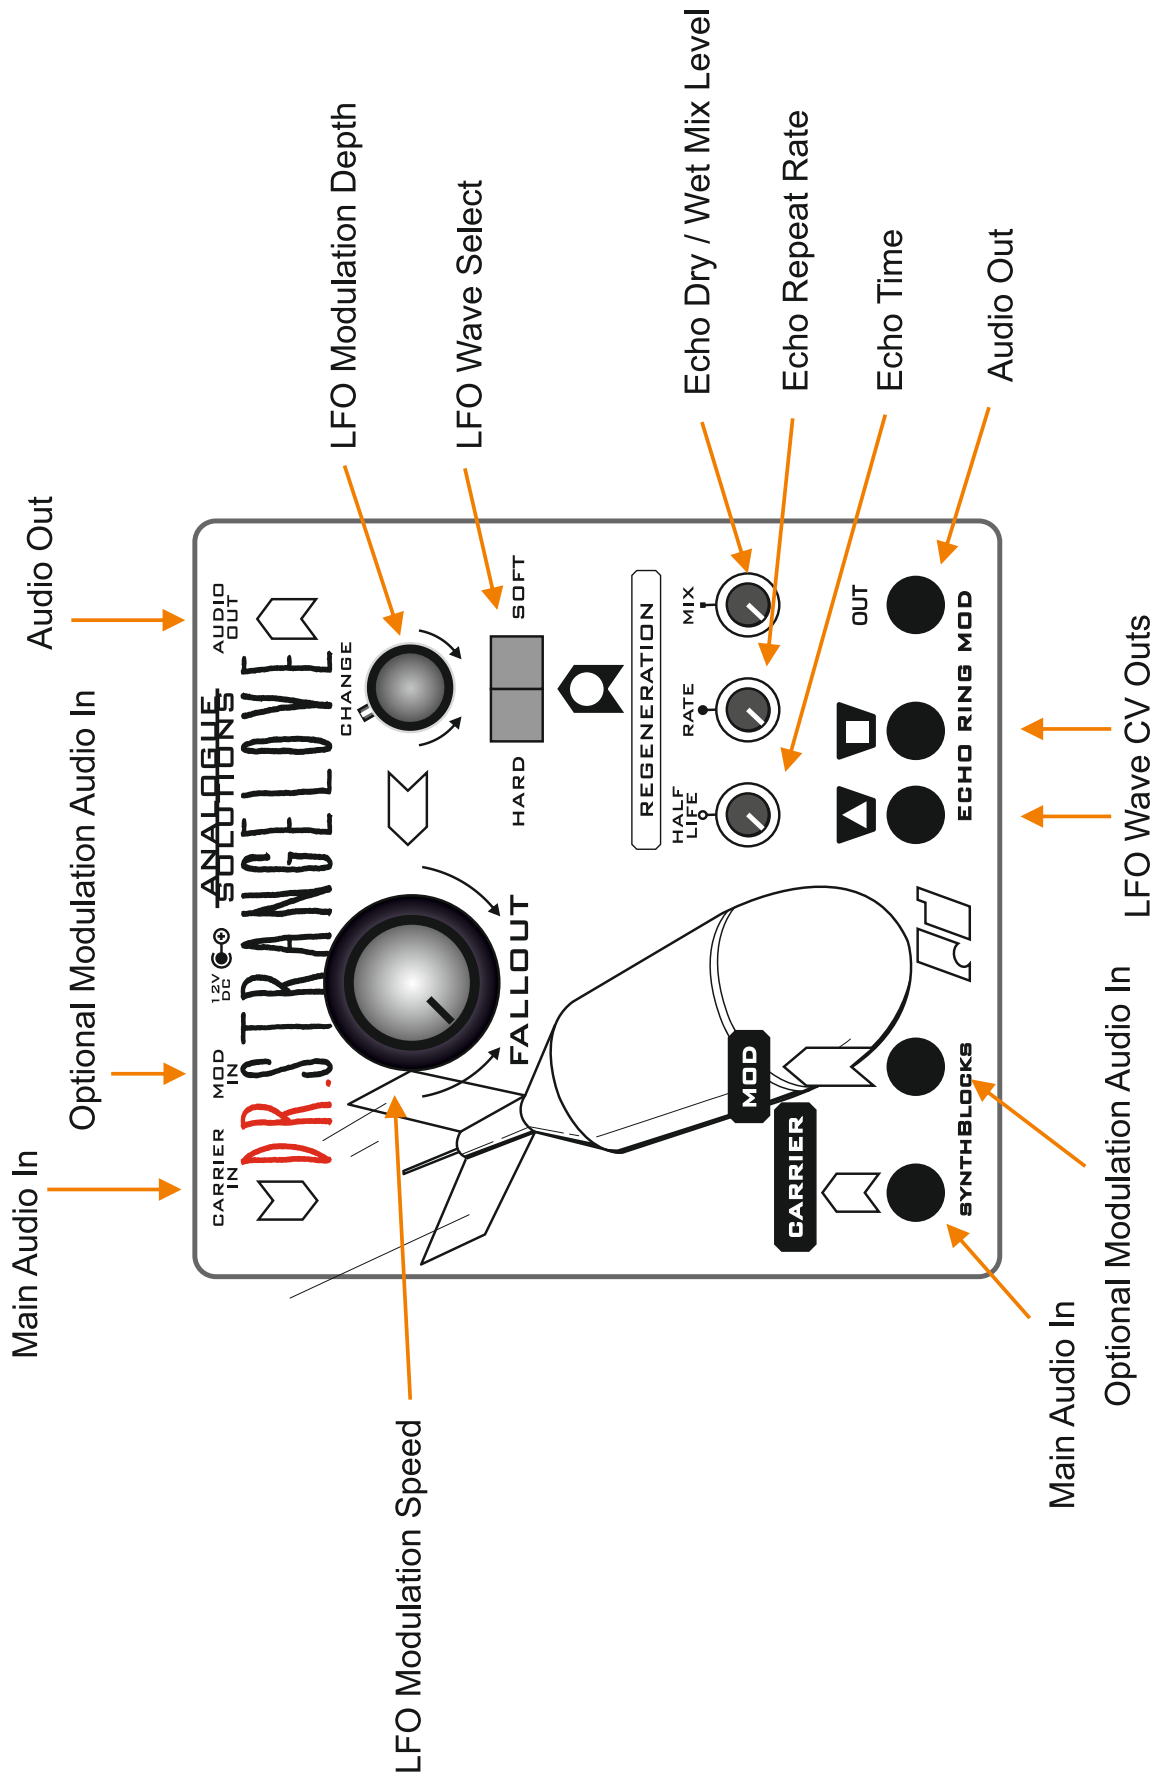 Main Audio In
Optional Modulation Audio In
Audio Out
CARRIER
IN
MOD
IN
12V
DC
ANALOGUE
SOLUTIONS
AUDIO
OUT
DR. STRANGELOVE
CHANGE
LFO Modulation Depth
FALLOUT
HARD
SOFT
LFO Wave Select
LFO Modulation Speed
REGENERATION
HALF
LIFE
RATE
MIX
Echo Dry / Wet Mix Level
Echo Repeat Rate
Echo Time
MOD
CARRIER
OUT
Audio Out
SYNTHBLOCKS
ECHO RING MOD
Main Audio In
Optional Modulation Audio In
LFO Wave CV Outs